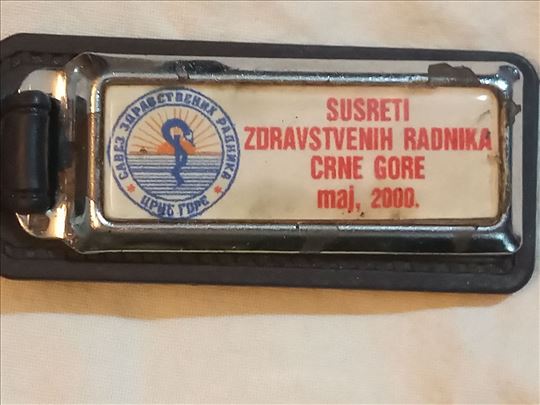 САВЕЗ ЗДРАВСТВЕНИХ РАДНИКА
ЦРНЕ ГОРЕ
SUSRETI
ZDRAVSTVENIH RADNIKA
CRNE GORE
maj, 2000.